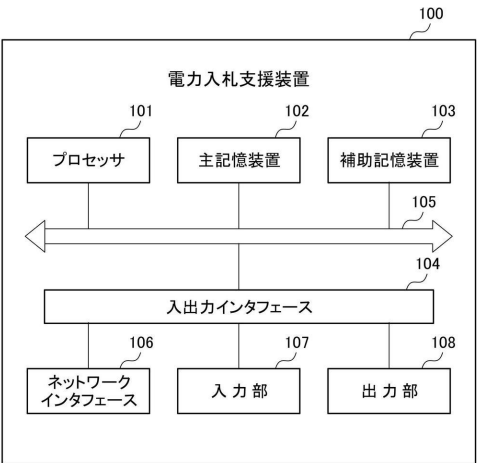 100
電力入札支援装置
101
102
103
プロセッサ
主記憶装置
補助記憶装置
105
104
入出力インタフェース
106
107
108
ネットワーク
インタフェース
入力部
出力部